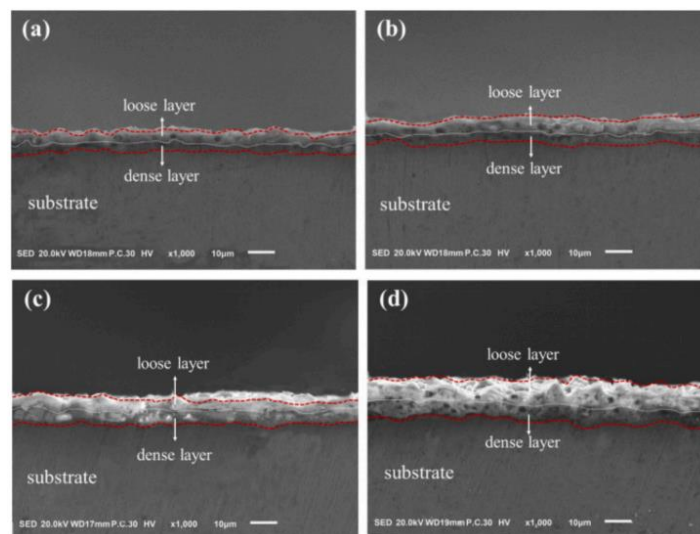 (a)
loose layer
dense layer
substrate
SED 20.0kV WD18mm P.C.30 HV x1,000 10μm
(b)
loose layer
dense layer
substrate
SED 20.0kV WD18mm P.C.30 HV x1,000 10μm
(c)
loose layer
dense layer
substrate
SED 20.0kV WD17mm P.C.30 HV x1,000 10μm
(d)
loose layer
dense layer
substrate
SED 20.0kV WD19mm P.C.30 HV x1,000 10μm